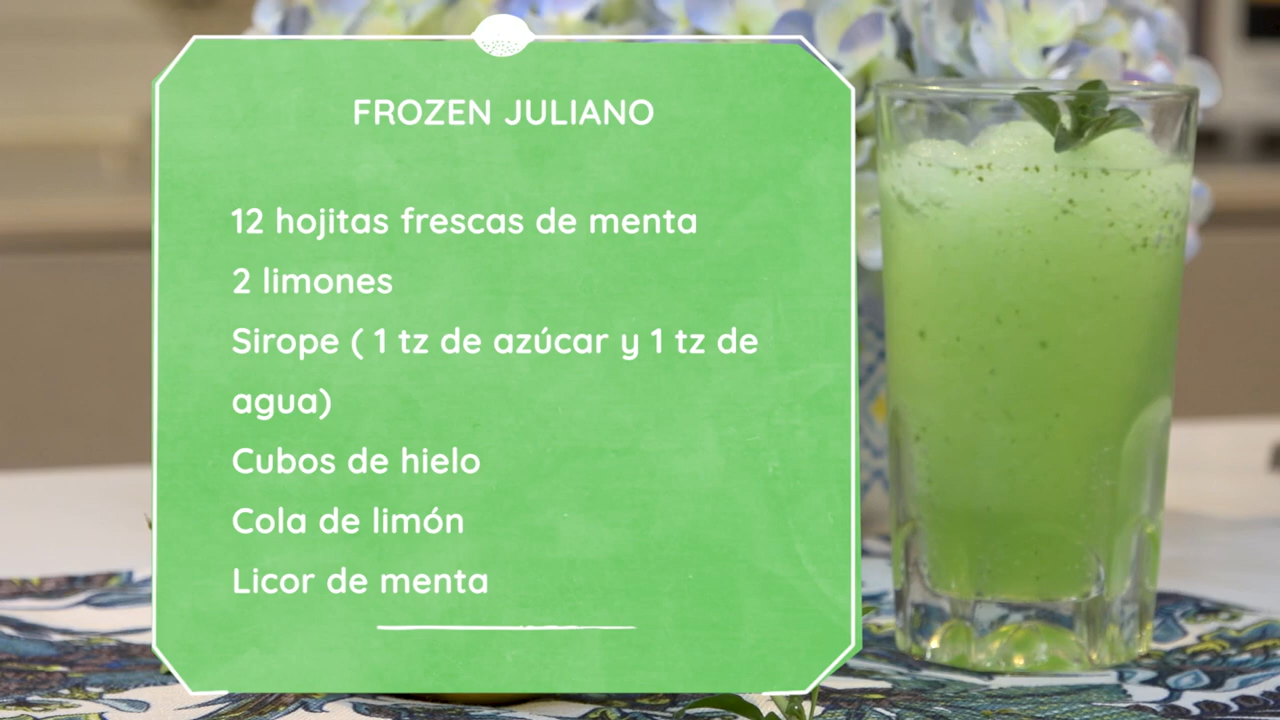 FROZEN JULIANO
12 hojitas frescas de menta
2 limones
Sirope ( 1 tz de azúcar y 1 tz de
agua)
Cubos de hielo
Cola de limón
Licor de menta